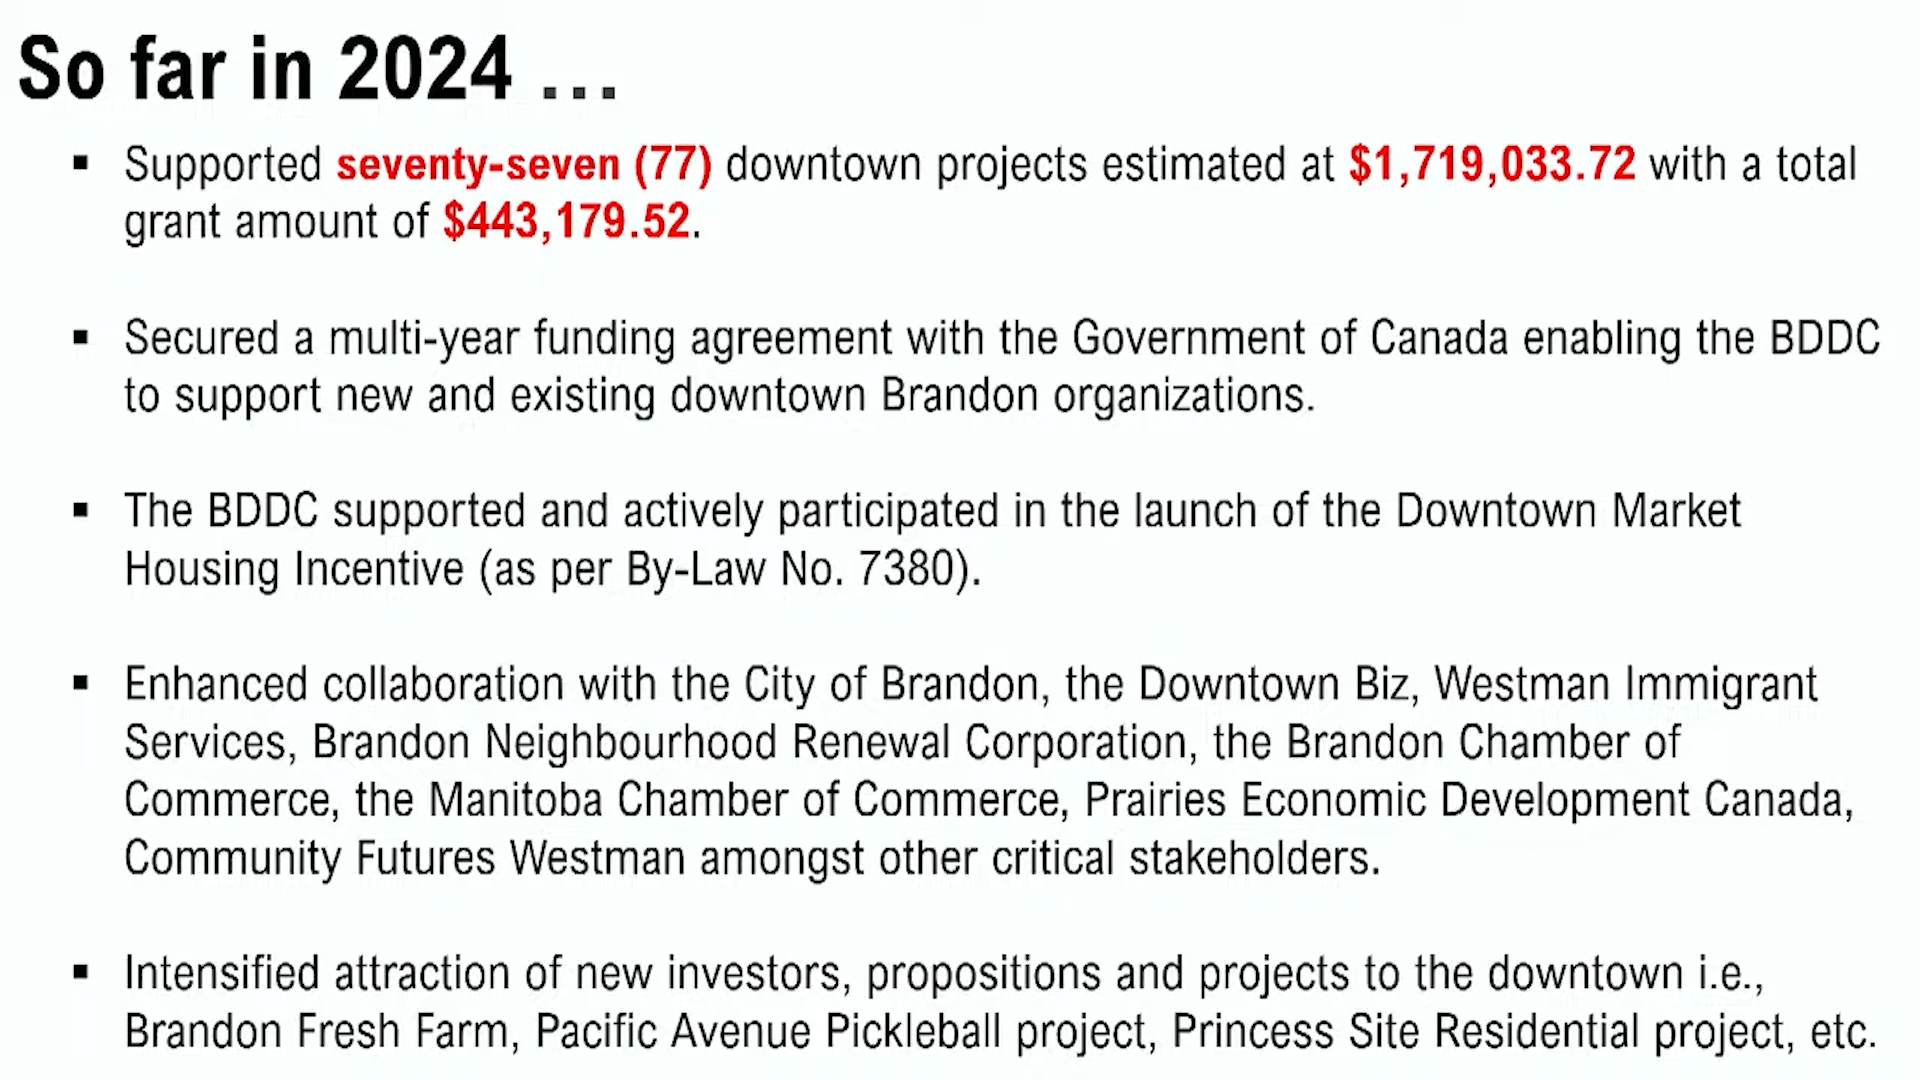 So far in 2024 ...
▪ Supported seventy-seven (77) downtown projects estimated at $1,719,033.72 with a total
grant amount of $443,179.52.
▪ Secured a multi-year funding agreement with the Government of Canada enabling the BDDC
to support new and existing downtown Brandon organizations.
▪ The BDDC supported and actively participated in the launch of the Downtown Market
Housing Incentive (as per By-Law No. 7380).
▪ Enhanced collaboration with the City of Brandon, the Downtown Biz, Westman Immigrant
Services, Brandon Neighbourhood Renewal Corporation, the Brandon Chamber of
Commerce, the Manitoba Chamber of Commerce, Prairies Economic Development Canada,
Community Futures Westman amongst other critical stakeholders.
▪ Intensified attraction of new investors, propositions and projects to the downtown i.e.,
Brandon Fresh Farm, Pacific Avenue Pickleball project, Princess Site Residential project, etc.